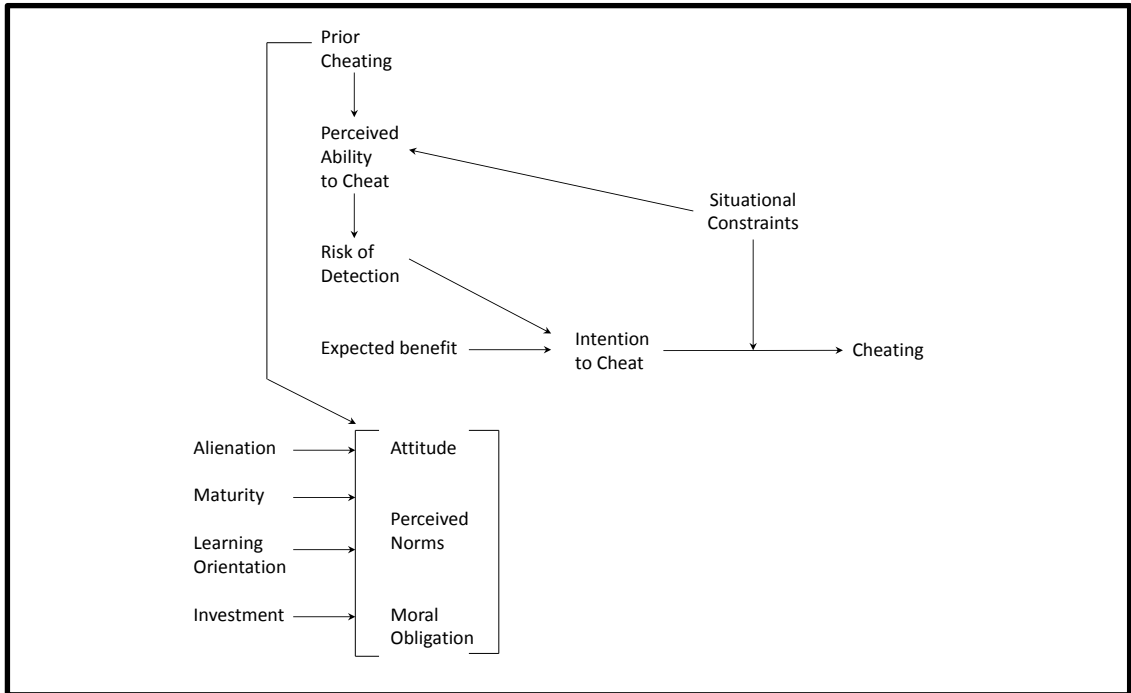 Prior
Cheating
Perceived
Ability
to Cheat
Situational
Constraints
Risk of
Detection
Expected benefit
Intention
to Cheat
Cheating
Alienation
Attitude
Maturity
Perceived
Norms
Learning
Orientation
Investment
Moral
Obligation